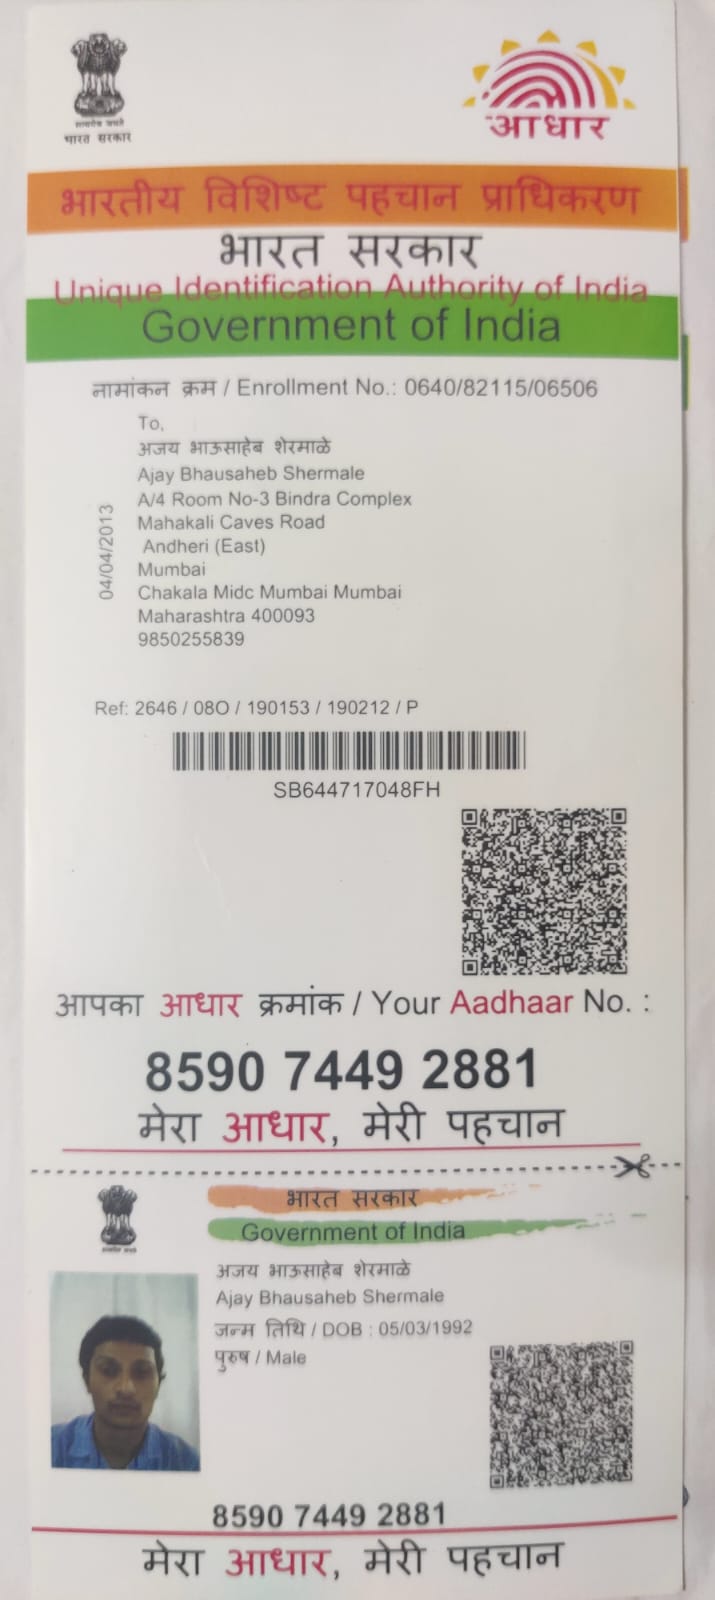 सत्यमेव जयते
भारत सरकार
आधार
भारतीय विशिष्ट पहचान प्राधिकरण
भारत सरकार
Unique Identification Authority of India
Government of India
नामांकन क्रम / Enrollment No.: 0640/82115/06506
To,
अजय भाऊसाहेब शेरमाळे
Ajay Bhausaheb Shermale
A/4 Room No-3 Bindra Complex
Mahakali Caves Road
Andheri (East)
Mumbai
Chakala Midc Mumbai Mumbai
Maharashtra 400093
9850255839
04/04/2013
Ref: 2646 / 08O / 190153 / 190212 / P
SB644717048FH
आपका आधार क्रमांक / Your Aadhaar No. :
8590 7449 2881
मेरा आधार, मेरी पहचान
भारत सरकार
Government of India
अजय भाऊसाहेब शेरमाळे
Ajay Bhausaheb Shermale
जन्म तिथि / DOB : 05/03/1992
पुरुष / Male
8590 7449 2881
मेरा आधार, मेरी पहचान